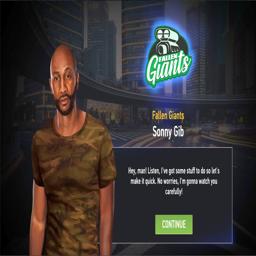 FALLEN
Giants
Fallen Giants
Sonny Gib
Hey, man! Listen, I've got some stuff to do so let's
make it quick. No worries, I'm gonna watch you
carefully!
CONTINUE